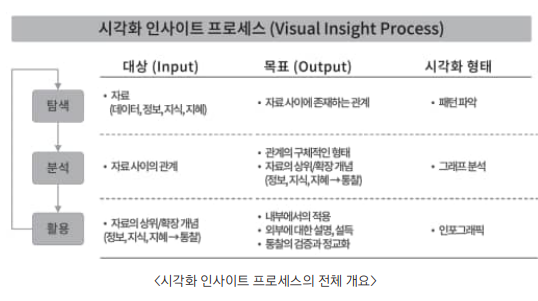 시각화 인사이트 프로세스 (Visual Insight Process)
대상 (Input) 목표 (Output) 시각화 형태
탐색
• 자료
(데이터, 정보, 지식, 지혜)
• 자료 사이에 존재하는 관계
• 패턴 파악
분석
• 자료 사이의 관계
• 관계의 구체적인 형태
• 자료의 상위/확장 개념
(정보, 지식, 지혜 → 통찰)
• 그래프 분석
활용
• 자료의 상위/확장 개념
(정보, 지식, 지혜 → 통찰)
• 내부에서의 적용
• 외부에 대한 설명, 설득
• 통찰의 검증과 정교화
• 인포그래픽
<시각화 인사이트 프로세스의 전체 개요>